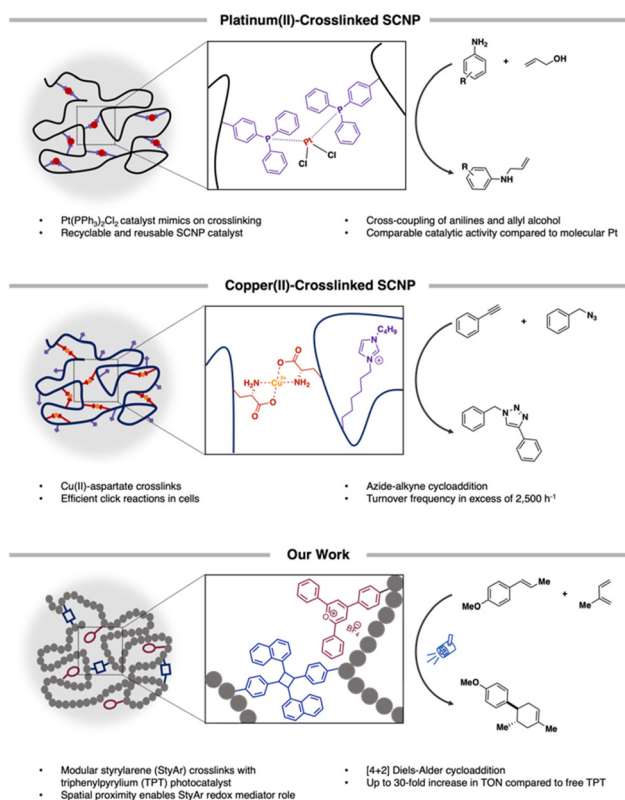 Platinum(II)-Crosslinked SCNP
NH2
R
+
OH
P
P
Pt
Cl
Cl
R
NH
• Pt(PPh3)2Cl2 catalyst mimics on crosslinking
• Recyclable and reusable SCNP catalyst
• Cross-coupling of anilines and allyl alcohol
• Comparable catalytic activity compared to molecular Pt
Copper(II)-Crosslinked SCNP
C4H9
N
N
⊕
O
O
H2N
Cu2+
NH2
O
O
+
N3
N
N
N
• Cu(II)-aspartate crosslinks
• Efficient click reactions in cells
• Azide-alkyne cycloaddition
• Turnover frequency in excess of 2,500 h-1
Our Work
O
⊕
BF4
Me
MeO
+
Me
MeO
Me
Me
• Modular styrylarene (StyAr) crosslinks with
triphenylpyrylium (TPT) photocatalyst
• Spatial proximity enables StyAr redox mediator role
• [4+2] Diels-Alder cycloaddition
• Up to 30-fold increase in TON compared to free TPT